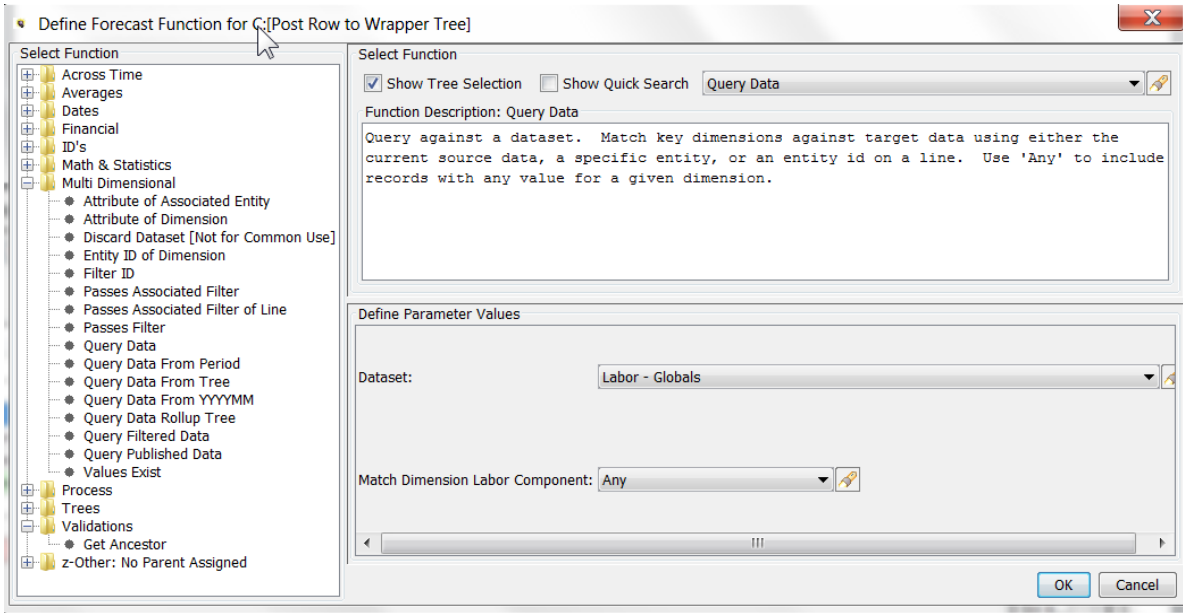 Define Forecast Function for C:[Post Row to Wrapper Tree]
Select Function
Across Time
Averages
Dates
Financial
ID's
Math & Statistics
Multi Dimensional
Attribute of Associated Entity
Attribute of Dimension
Discard Dataset [Not for Common Use]
Entity ID of Dimension
Filter ID
Passes Associated Filter
Passes Associated Filter of Line
Passes Filter
Query Data
Query Data From Period
Query Data From Tree
Query Data From YYYYMM
Query Data Rollup Tree
Query Filtered Data
Query Published Data
Values Exist
Process
Trees
Validations
Get Ancestor
z-Other: No Parent Assigned
Select Function
Show Tree Selection Show Quick Search Query Data
Function Description: Query Data
Query against a dataset.  Match key dimensions against target data using either the
current source data, a specific entity, or an entity id on a line.  Use 'Any' to include
records with any value for a given dimension.
Define Parameter Values
Dataset: Labor - Globals
Match Dimension Labor Component: Any
OK Cancel